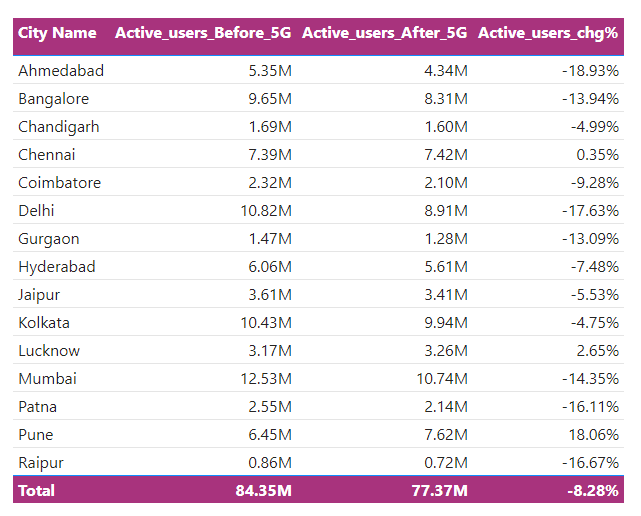 City Name Active_users_Before_5G Active_users_After_5G Active_users_chg%
Ahmedabad 5.35M 4.34M -18.93%
Bangalore 9.65M 8.31M -13.94%
Chandigarh 1.69M 1.60M -4.99%
Chennai 7.39M 7.42M 0.35%
Coimbatore 2.32M 2.10M -9.28%
Delhi 10.82M 8.91M -17.63%
Gurgaon 1.47M 1.28M -13.09%
Hyderabad 6.06M 5.61M -7.48%
Jaipur 3.61M 3.41M -5.53%
Kolkata 10.43M 9.94M -4.75%
Lucknow 3.17M 3.26M 2.65%
Mumbai 12.53M 10.74M -14.35%
Patna 2.55M 2.14M -16.11%
Pune 6.45M 7.62M 18.06%
Raipur 0.86M 0.72M -16.67%
Total 84.35M 77.37M -8.28%